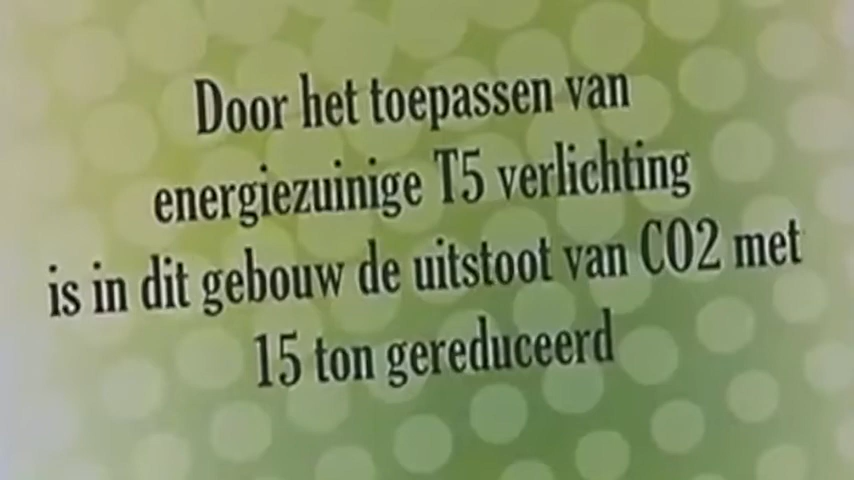 Door het toepassen van
energiezuinige T5 verlichting
is in dit gebouw de uitstoot van CO2 met
15 ton gereduceerd